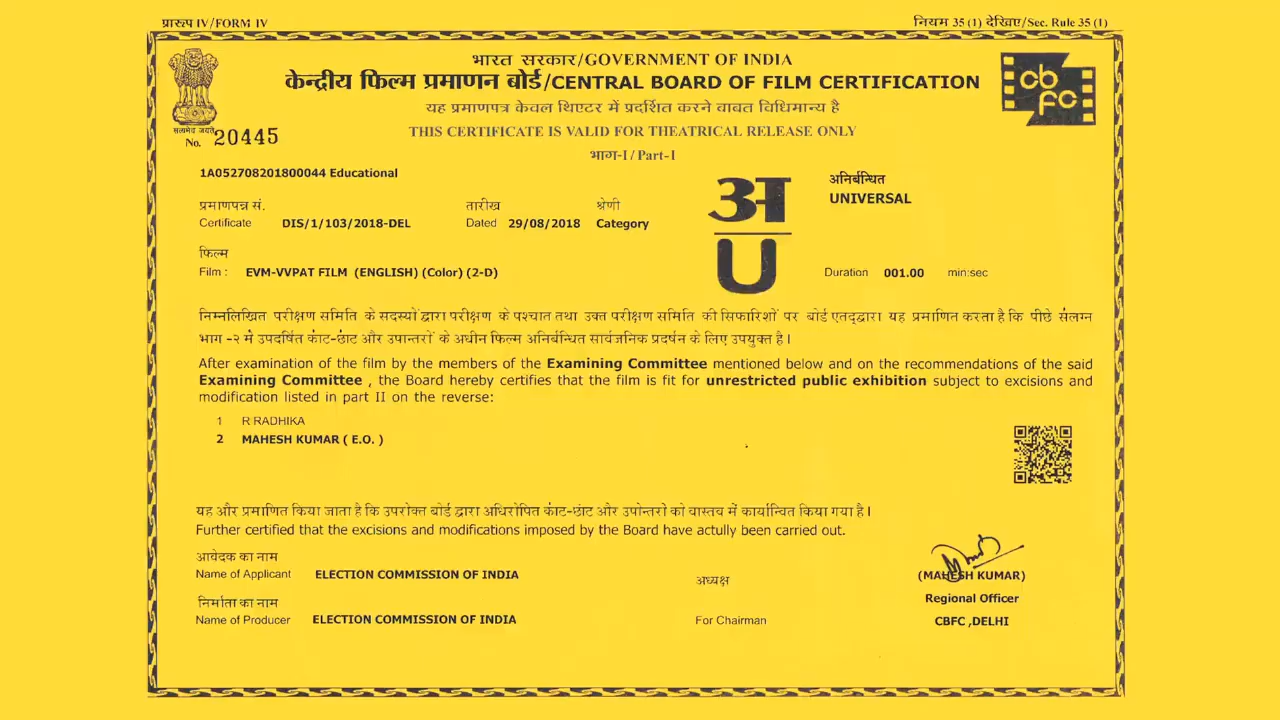 प्रारूप IV/FORM IV
नियम 35 (1) देखिए/Sec. Rule 35 (1)
भारत सरकार/GOVERNMENT OF INDIA
केन्द्रीय फिल्म प्रमाणन बोर्ड/CENTRAL BOARD OF FILM CERTIFICATION
cb
fc
यह प्रमाणपत्र केवल थिएटर में प्रदर्शित करने बाबत विधिमान्य है
THIS CERTIFICATE IS VALID FOR THEATRICAL RELEASE ONLY
सत्यमेव जयते
No. 20445
भाग-I / Part-I
1A052708201800044 Educational
अ
U
अनिर्बन्धित
UNIVERSAL
प्रमाणपन्न सं. तारीख श्रेणी
Certificate DIS/1/103/2018-DEL Dated 29/08/2018 Category
फिल्म
Film : EVM-VVPAT FILM (ENGLISH) (Color) (2-D)
Duration 001.00 min:sec
निम्नलिखित परीक्षण समिति के सदस्यों द्वारा परीक्षण के पश्चात तथा उक्त परीक्षण समिति की सिफारिशों पर बोर्ड एतद्द्वारा यह प्रमाणित करता है कि पीछे संलग्न
भाग -२ में उपदर्षित कांट-छांट और उपान्तरों के अधीन फिल्म अनिर्बन्धित सार्वजनिक प्रदर्षन के लिए उपयुक्त है।
After examination of the film by the members of the Examining Committee mentioned below and on the recommendations of the said
Examining Committee , the Board hereby certifies that the film is fit for unrestricted public exhibition subject to excisions and
modification listed in part II on the reverse:
1 R RADHIKA
2 MAHESH KUMAR ( E.O. )
यह और प्रमाणित किया जाता है कि उपरोक्त बोर्ड द्वारा अधिरोपित कांट-छांट और उपांन्तरो को वास्तव में कार्यान्वित किया गया है।
Further certified that the excisions and modifications imposed by the Board have actully been carried out.
आवेदक का नाम
Name of Applicant ELECTION COMMISSION OF INDIA
अध्यक्ष
(MAHESH KUMAR)
Regional Officer
निर्माता का नाम
Name of Producer ELECTION COMMISSION OF INDIA
For Chairman
CBFC ,DELHI